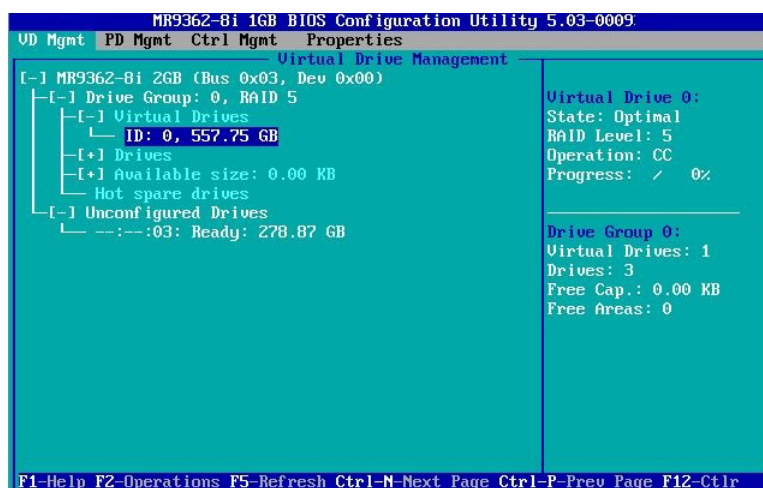 MR9362-8i 1GB BIOS Configuration Utility 5.03-0009
VD Mgmt PD Mgmt Ctrl Mgmt Properties
Virtual Drive Management
[-] MR9362-8i 2GB (Bus 0x03, Dev 0x00)
[-] Drive Group: 0, RAID 5
[-] Virtual Drives
ID: 0, 557.75 GB
[+] Drives
[+] Available size: 0.00 KB
Hot spare drives
[-] Unconfigured Drives
--:--:03: Ready: 278.87 GB
Virtual Drive 0:
State: Optimal
RAID Level: 5
Operation: CC
Progress: / 0%
Drive Group 0:
Virtual Drives: 1
Drives: 3
Free Cap.: 0.00 KB
Free Areas: 0
F1-Help F2-Operations F5-Refresh Ctrl-N-Next Page Ctrl-P-Prev Page F12-Ctlr